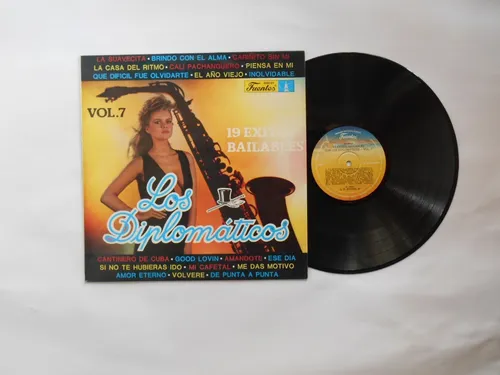 LA SUAVECITA • BRINDO CON EL ALMA • CARIÑITO SIN MI
LA CASA DEL RITMO • CALI PACHANGUERO • PIENSA EN MI
QUE DIFICIL FUE OLVIDARTE • EL AÑO VIEJO • INOLVIDABLE
Fuentes
VOL.7
19 EXITOS
BAILABLES
Los
Diplomáticos
CANTINERO DE CUBA • GOOD LOVIN • AMANDOTE • ESE DIA
SI NO TE HUBIERAS IDO • MI CAFETAL • ME DAS MOTIVO
AMOR ETERNO • VOLVERE • DE PUNTA A PUNTA